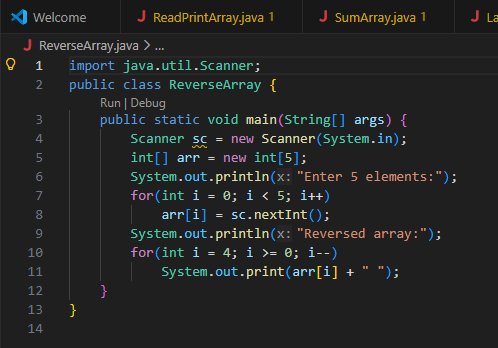 Welcome
ReadPrintArray.java 1
SumArray.java 1
La
ReverseArray.java > ...
1 import java.util.Scanner;
2 public class ReverseArray {
Run | Debug
3 public static void main(String[] args) {
4 Scanner sc = new Scanner(System.in);
5 int[] arr = new int[5];
6 System.out.println(x: "Enter 5 elements:");
7 for(int i = 0; i < 5; i++)
8 arr[i] = sc.nextInt();
9 System.out.println(x: "Reversed array:");
10 for(int i = 4; i >= 0; i--)
11 System.out.print(arr[i] + " ");
12 }
13 }
14